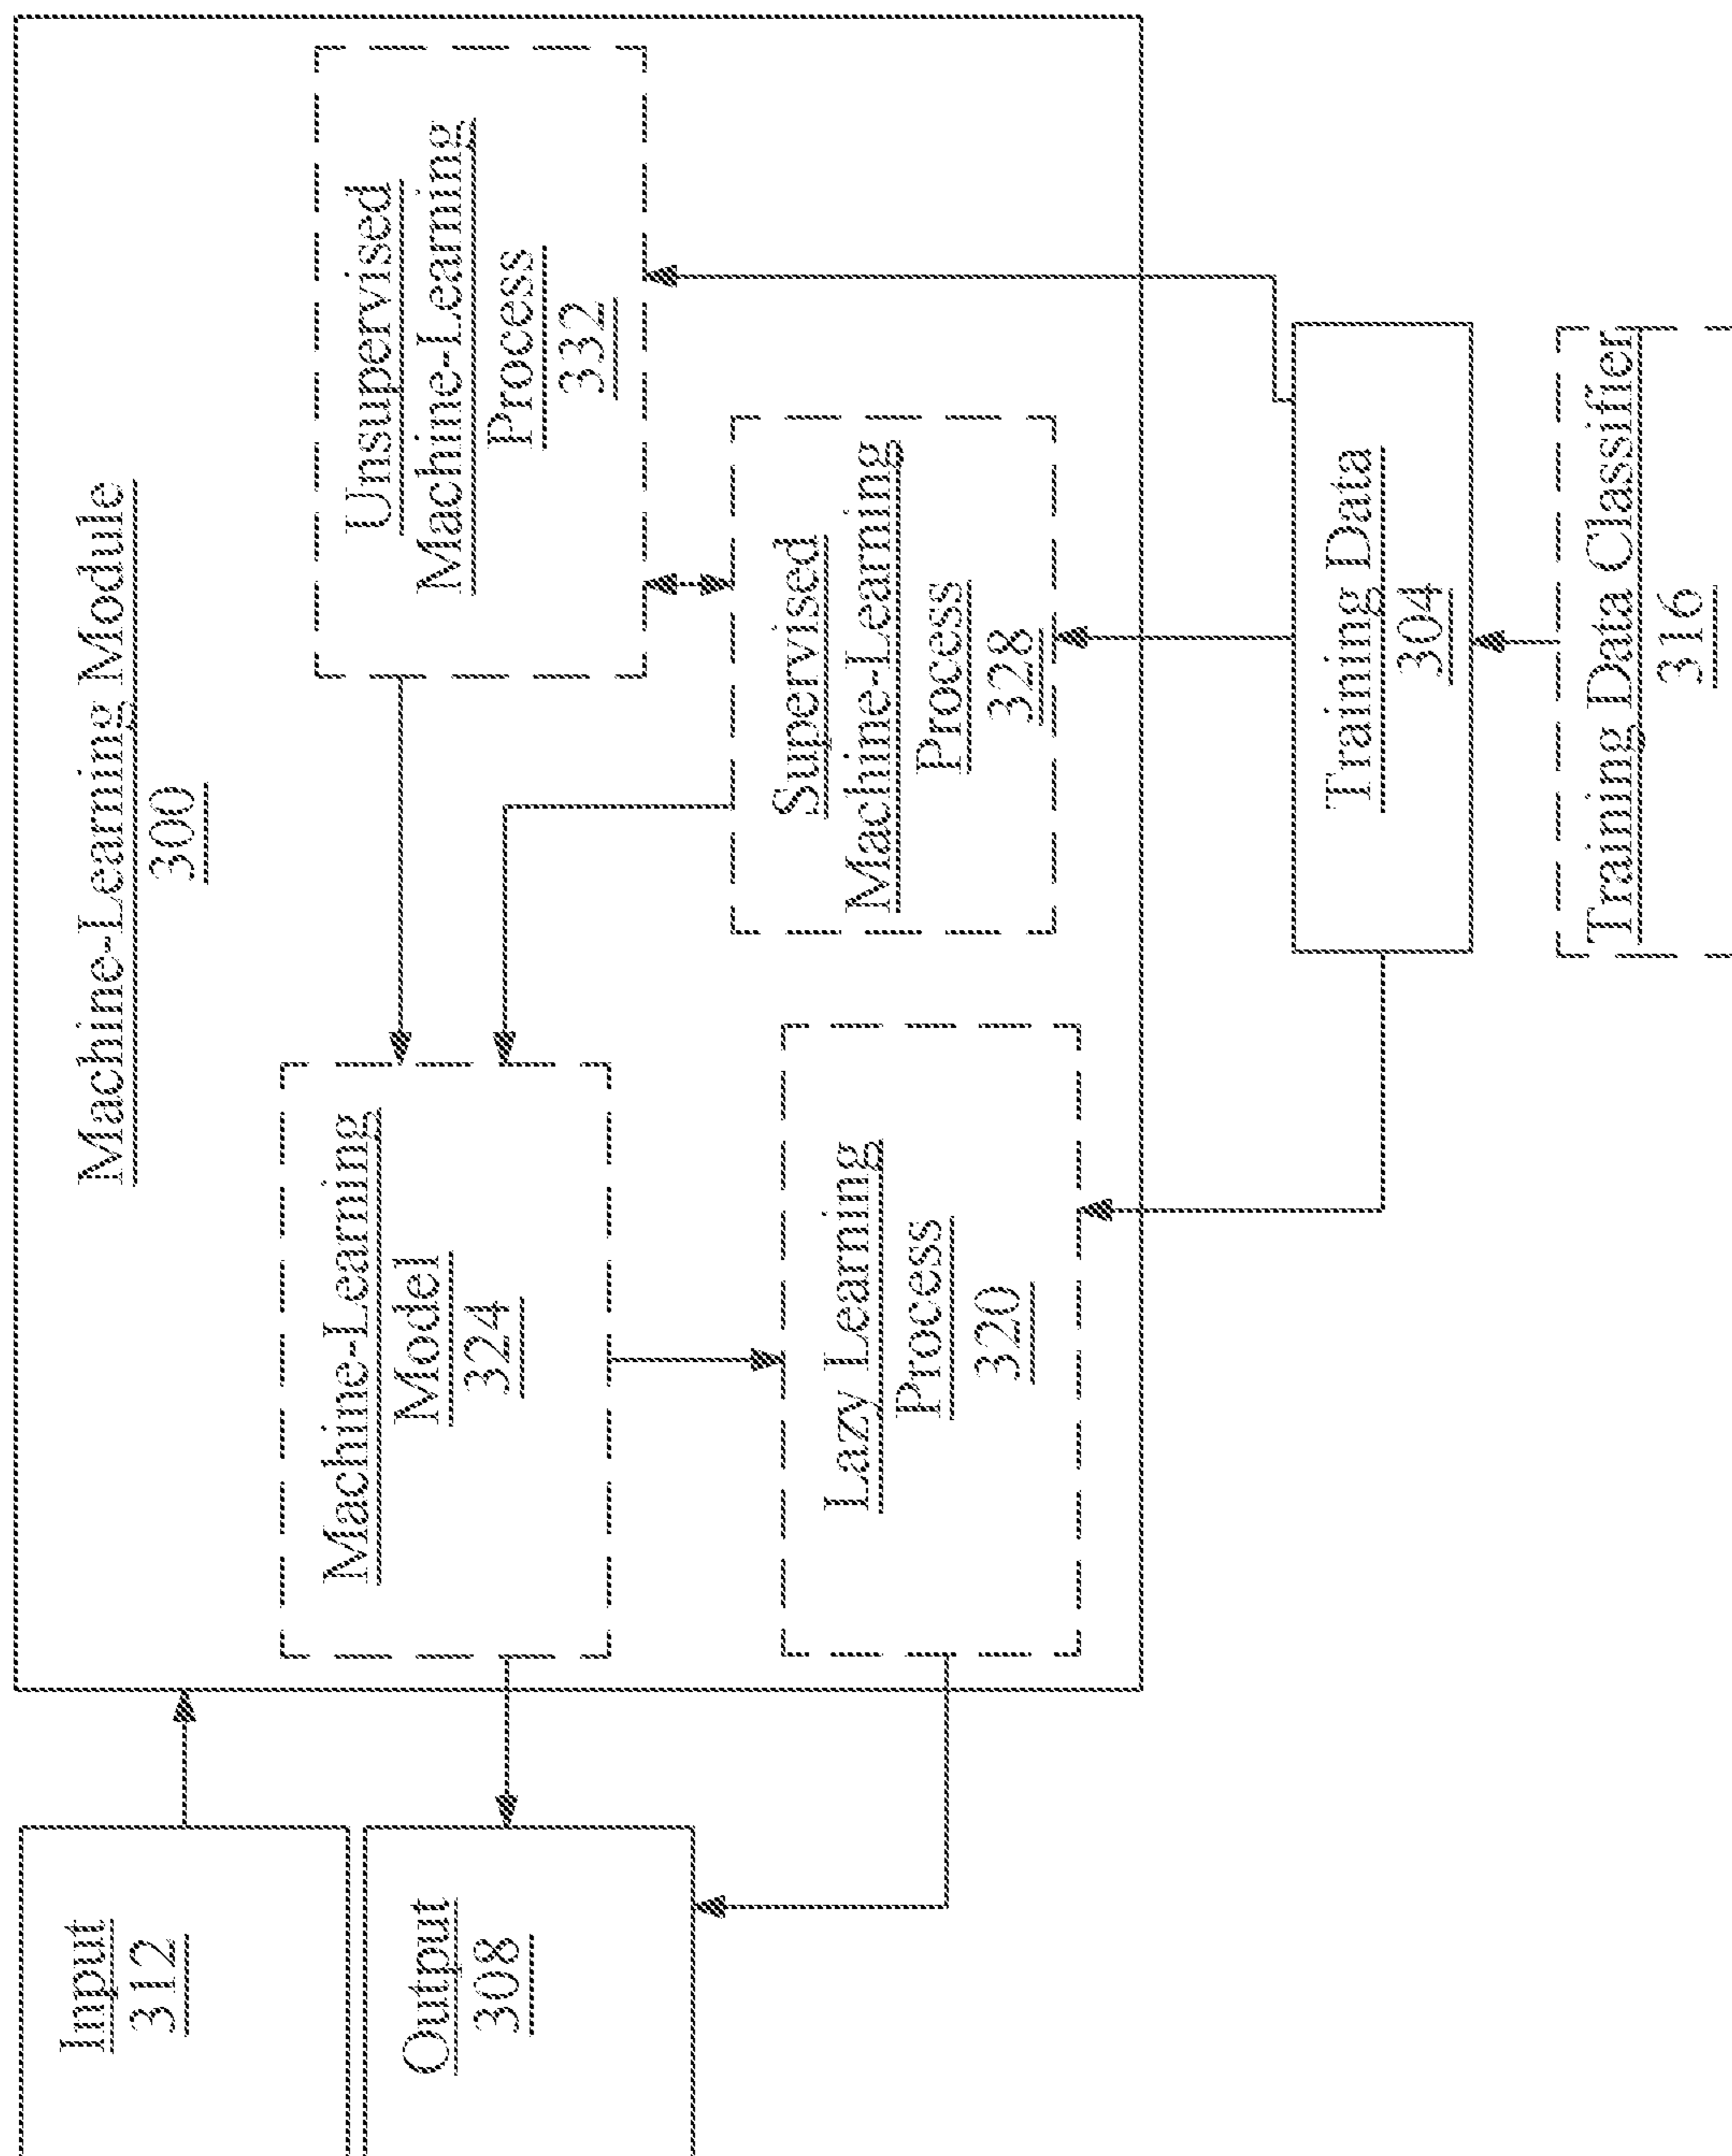 Machine-Learning Module
300
Input
312
Output
308
Machine-Learning
Model
324
Unsupervised
Machine-Learning
Process
332
Supervised
Machine-Learning
Process
328
Lazy Learning
Process
320
Training Data
304
Training Data Classifier
316